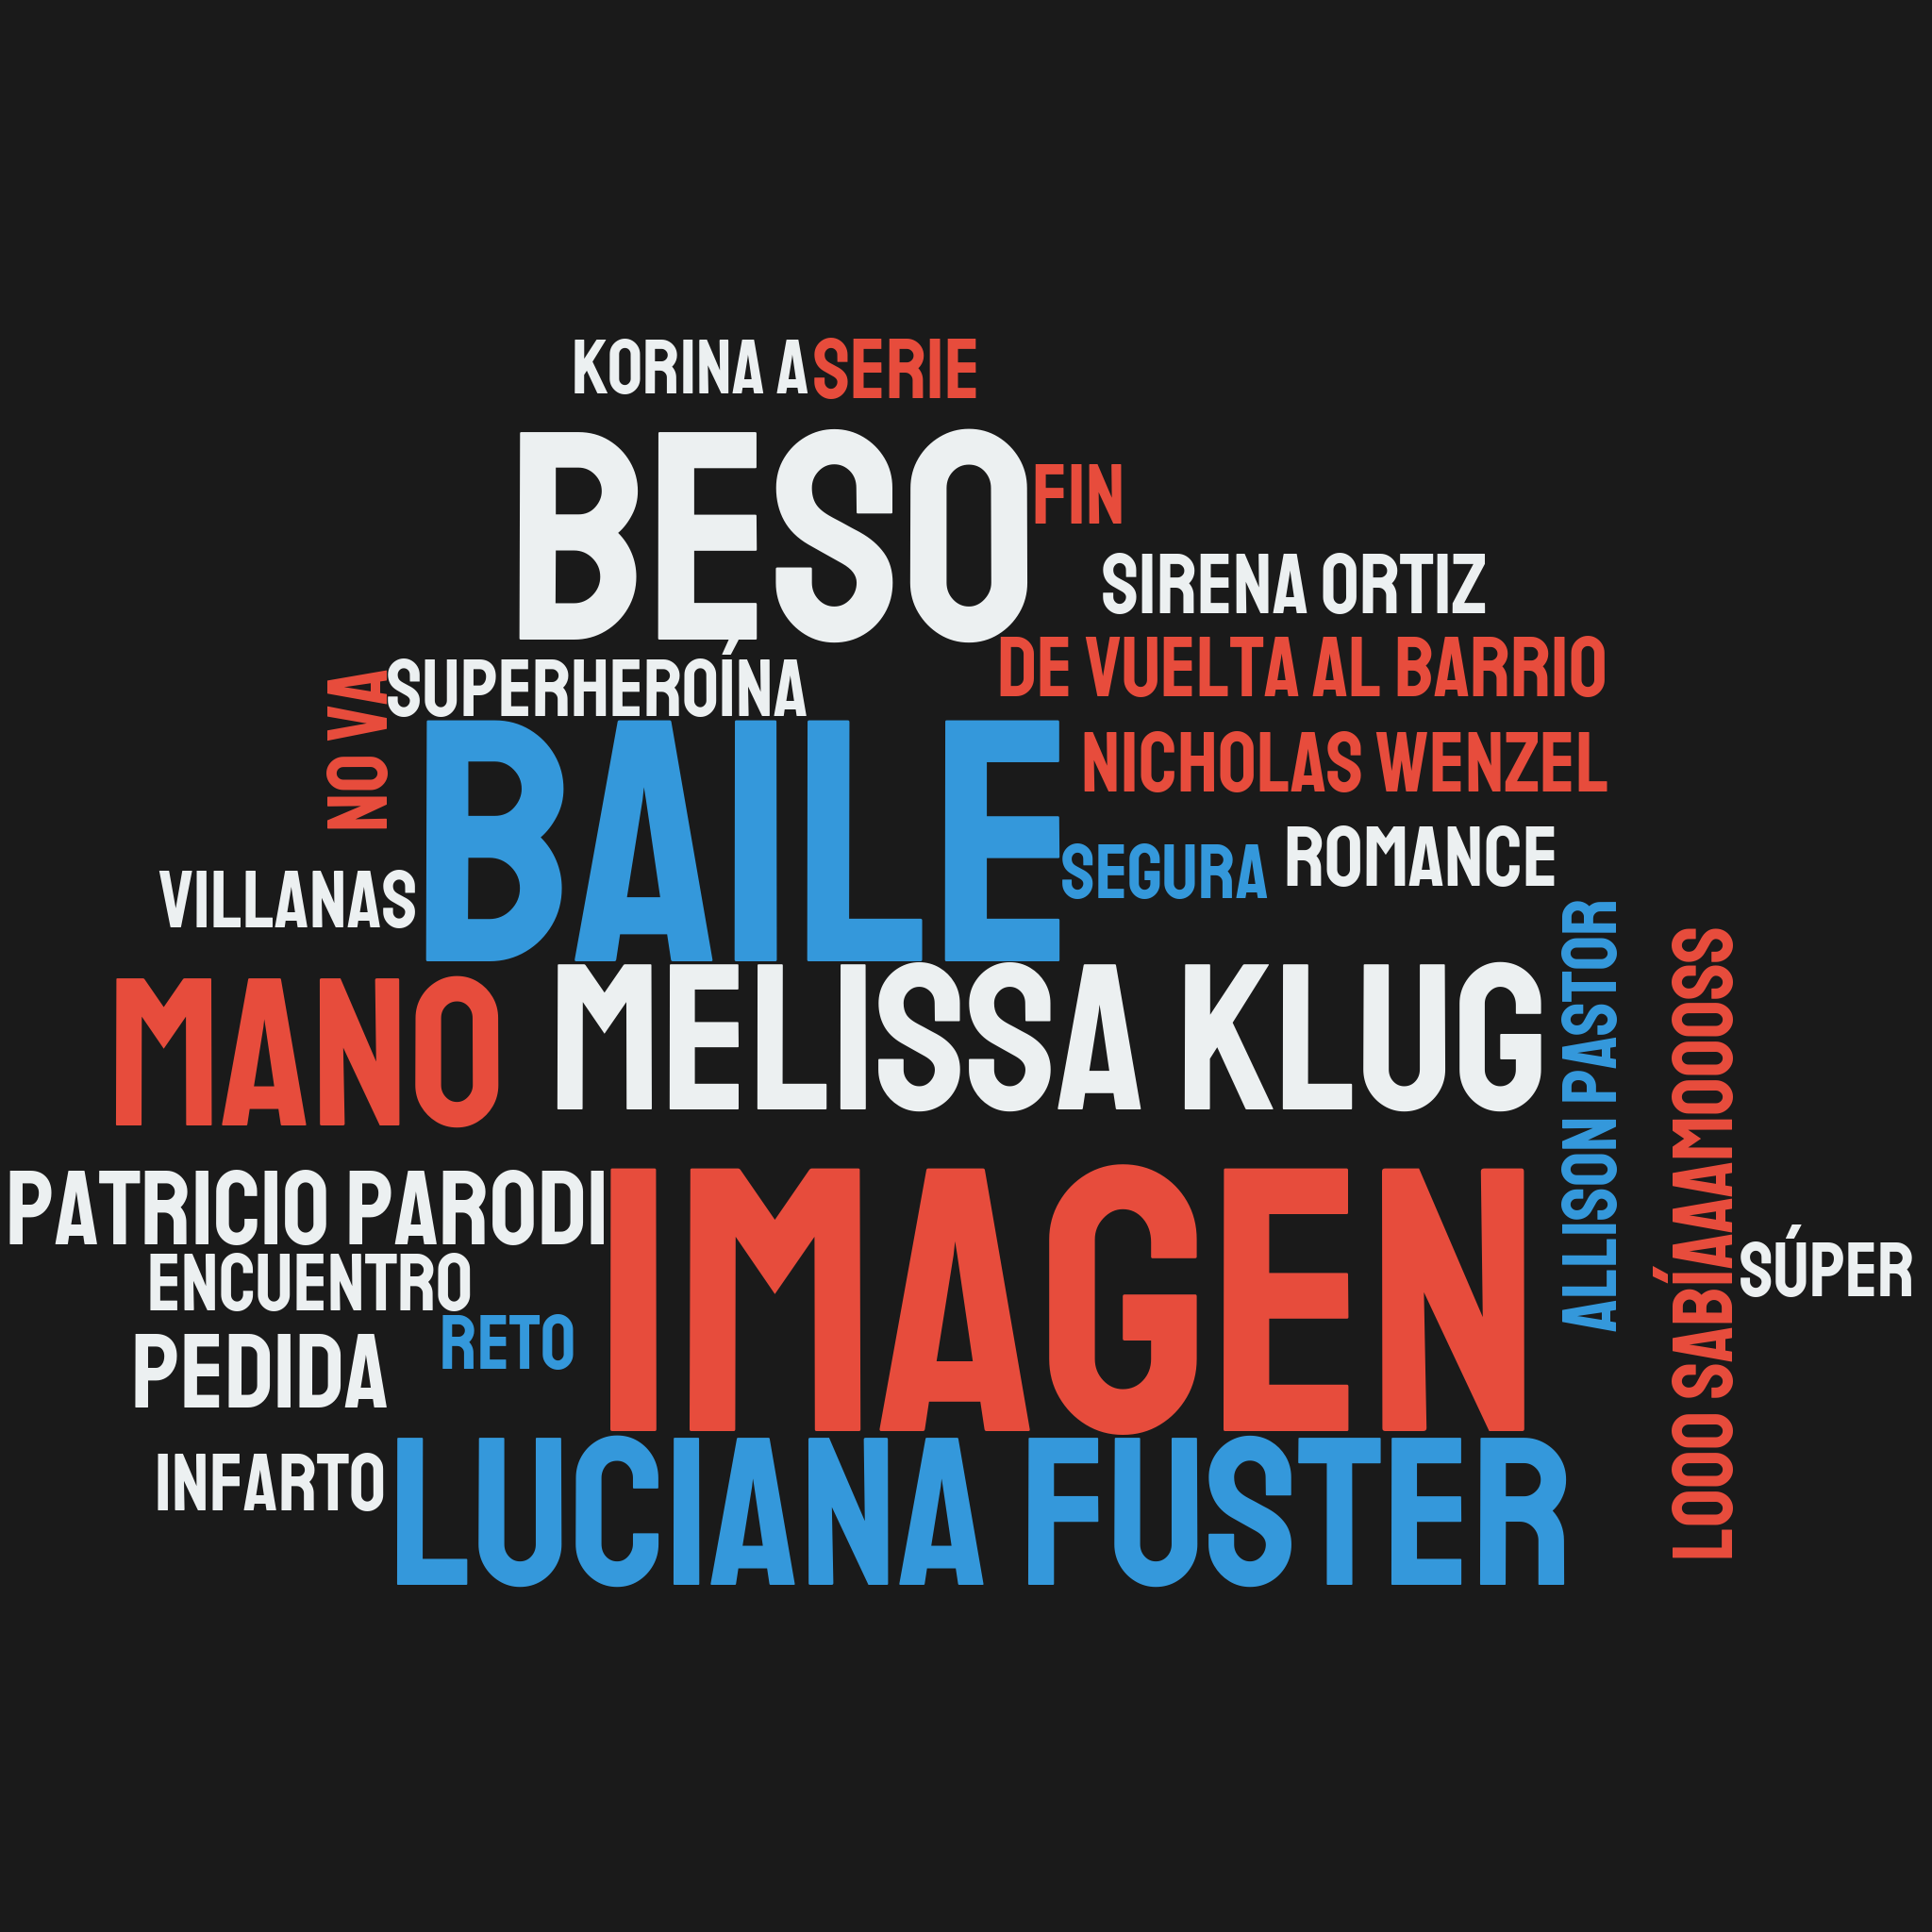 KORINA A
SERIE
BESO
FIN
SIRENA ORTIZ
DE VUELTA AL BARRIO
SUPERHEROÍNA
NO VA
BAILE
NICHOLAS WENZEL
SEGURA
ROMANCE
VILLANAS
MANO
MELISSA KLUG
ALLISON PASTOR
LOOO SABÍAAAMOOOOSS
PATRICIO PARODI
IMAGEN
ENCUENTRO
SÚPER
RETO
PEDIDA
LUCIANA FUSTER
INFARTO